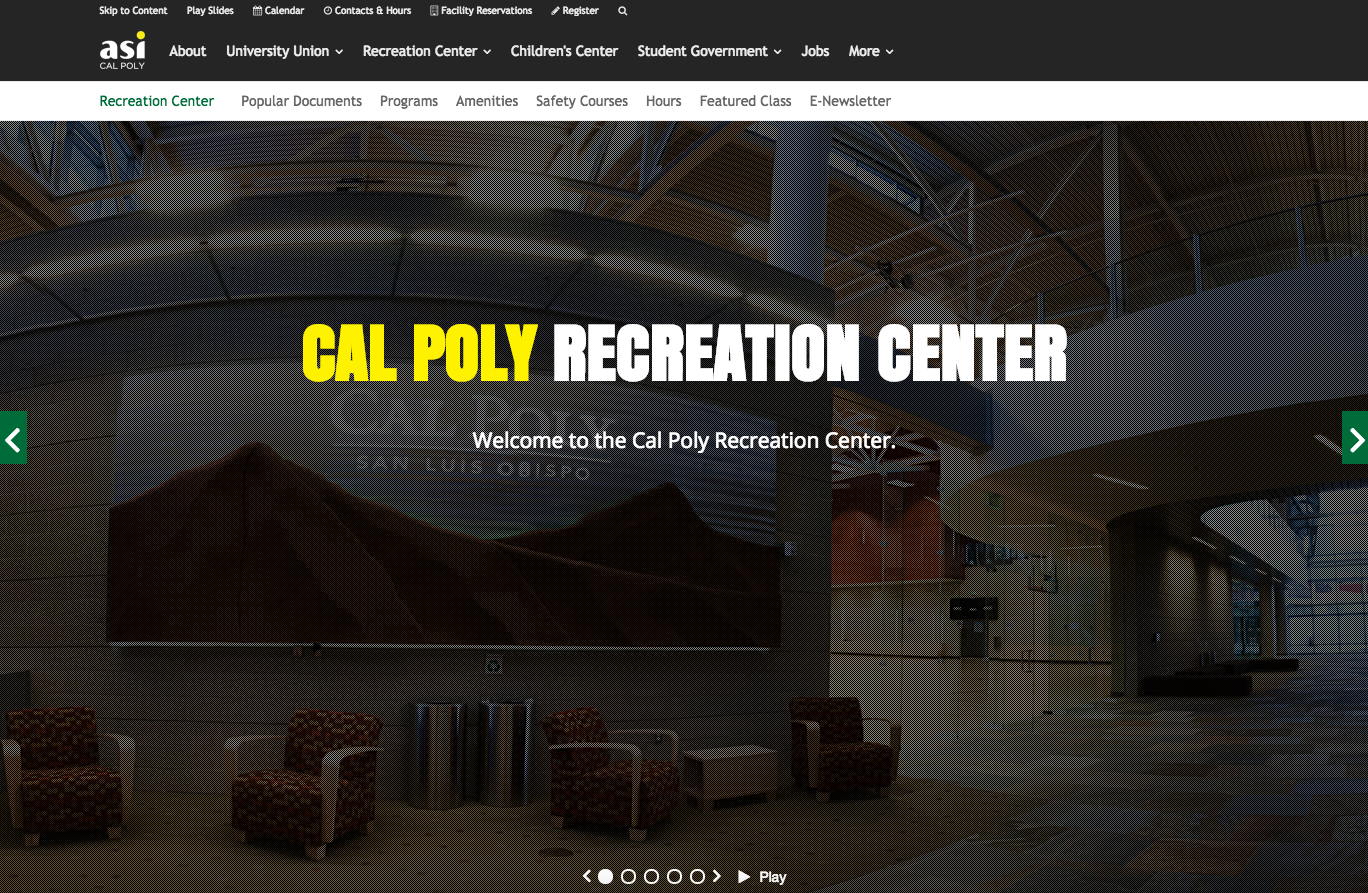 Skip to Content Play Slides Calendar Contacts & Hours Facility Reservations Register
asi
CAL POLY
About University Union Recreation Center Children's Center Student Government Jobs More
Recreation Center Popular Documents Programs Amenities Safety Courses Hours Featured Class E-Newsletter
CAL POLY RECREATION CENTER
CAL POLY
Welcome to the Cal Poly Recreation Center.
SAN LUIS OBISPO
Play